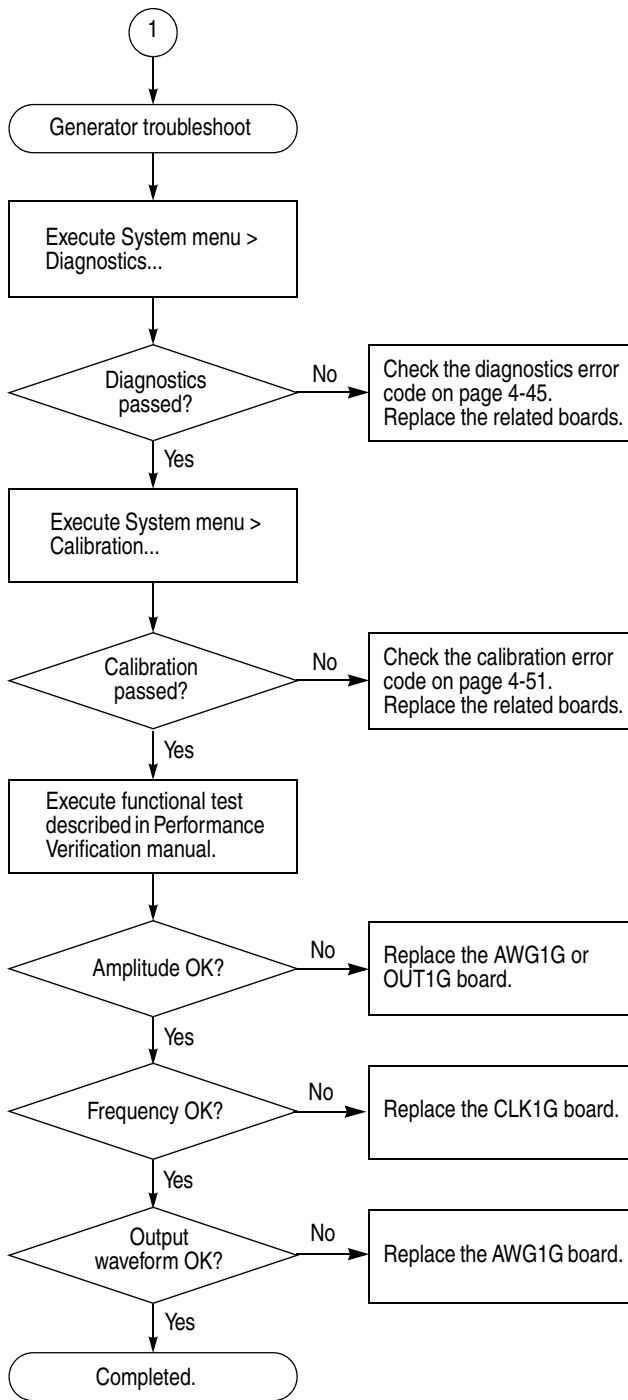 1
Generator troubleshoot
Execute System menu >
Diagnostics...
Diagnostics
passed?
No
Check the diagnostics error
code on page 4-45.
Replace the related boards.
Yes
Execute System menu >
Calibration...
Calibration
passed?
No
Check the calibration error
code on page 4-51.
Replace the related boards.
Yes
Execute functional test
described in Performance
Verification manual.
Amplitude OK?
No
Replace the AWG1G or
OUT1G board.
Yes
Frequency OK?
No
Replace the CLK1G board.
Yes
Output
waveform OK?
No
Replace the AWG1G board.
Yes
Completed.